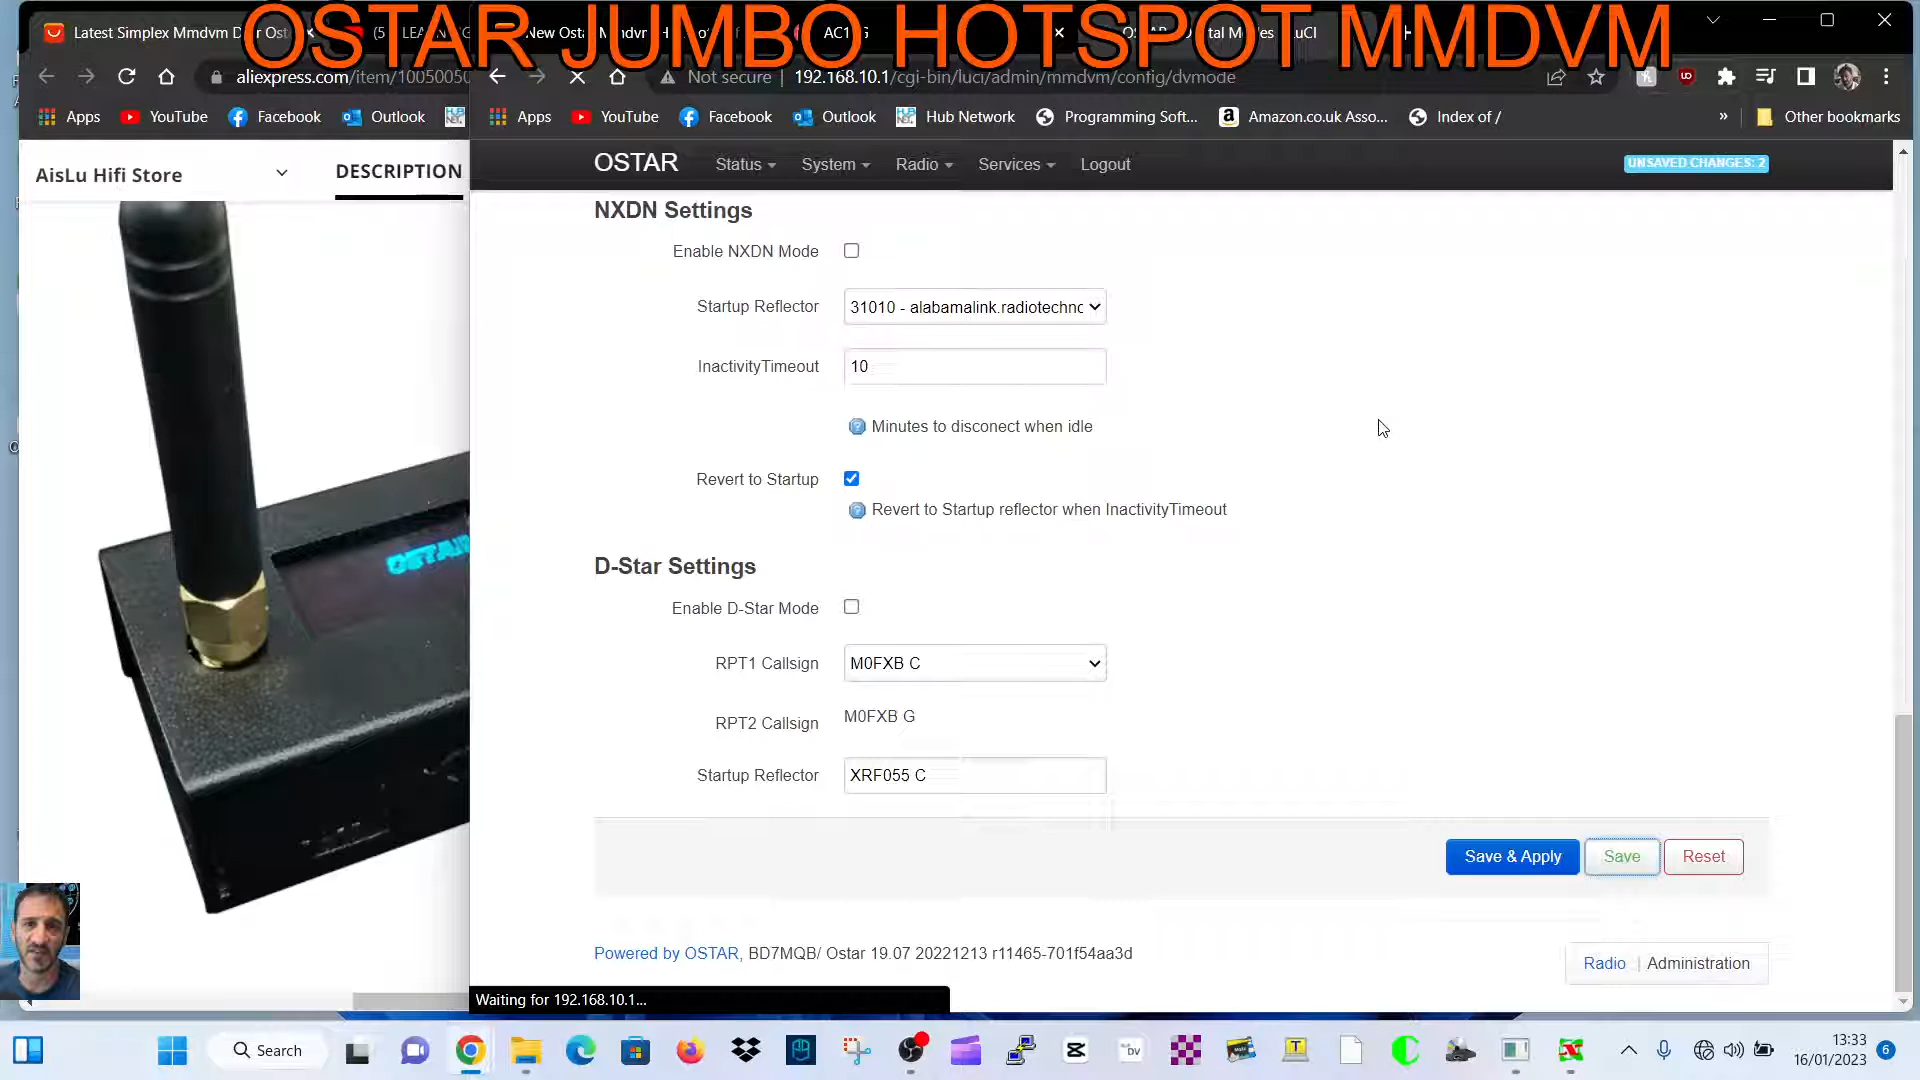 OSTAR JUMBO HOTSPOT MMDVM
Latest Simplex Mmdvm D
aliexpress.com/item/10050050
Not secure | 192.168.10.1/cgi-bin/luci/admin/mmdvm/config/dvmode
Apps YouTube Facebook Outlook
Apps YouTube Facebook Outlook Hub Network Programming Soft... Amazon.co.uk Asso... Index of / » Other bookmarks
AisLu Hifi Store DESCRIPTION
OSTAR Status System Radio Services Logout UNSAVED CHANGES: 2
NXDN Settings
Enable NXDN Mode
Startup Reflector 31010 - alabamalink.radiotechnc
InactivityTimeout 10
Minutes to disconect when idle
Revert to Startup
Revert to Startup reflector when InactivityTimeout
D-Star Settings
Enable D-Star Mode
RPT1 Callsign M0FXB C
RPT2 Callsign M0FXB G
Startup Reflector XRF055 C
Save & Apply Save Reset
Powered by OSTAR, BD7MQB/ Ostar 19.07 20221213 r11465-701f54aa3d
Radio | Administration
Waiting for 192.168.10.1...
Search
13:33
16/01/2023 6